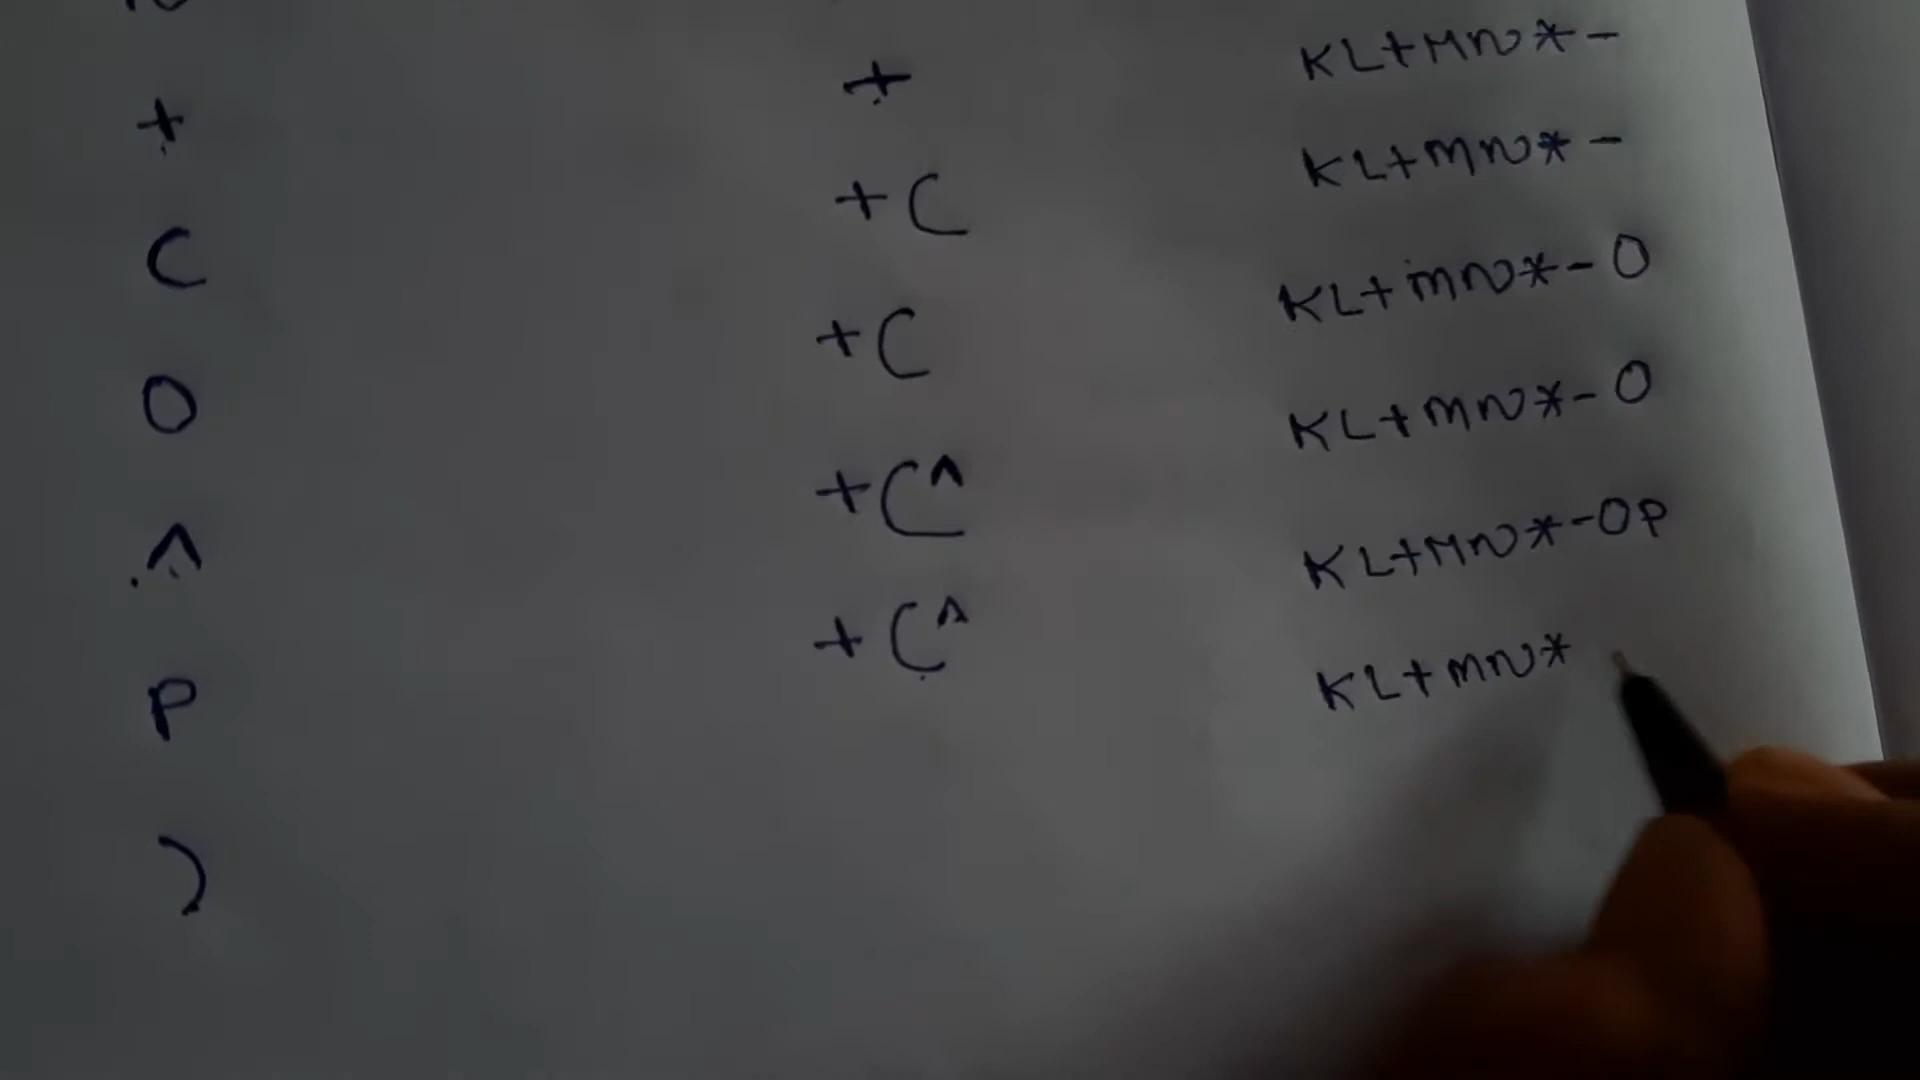 + + KL+MN*-
( +( KL+MN*-
O +( KL+MN*-O
^ +(^ KL+MN*-O
P +(^ KL+MN*-OP
) KL+MN*